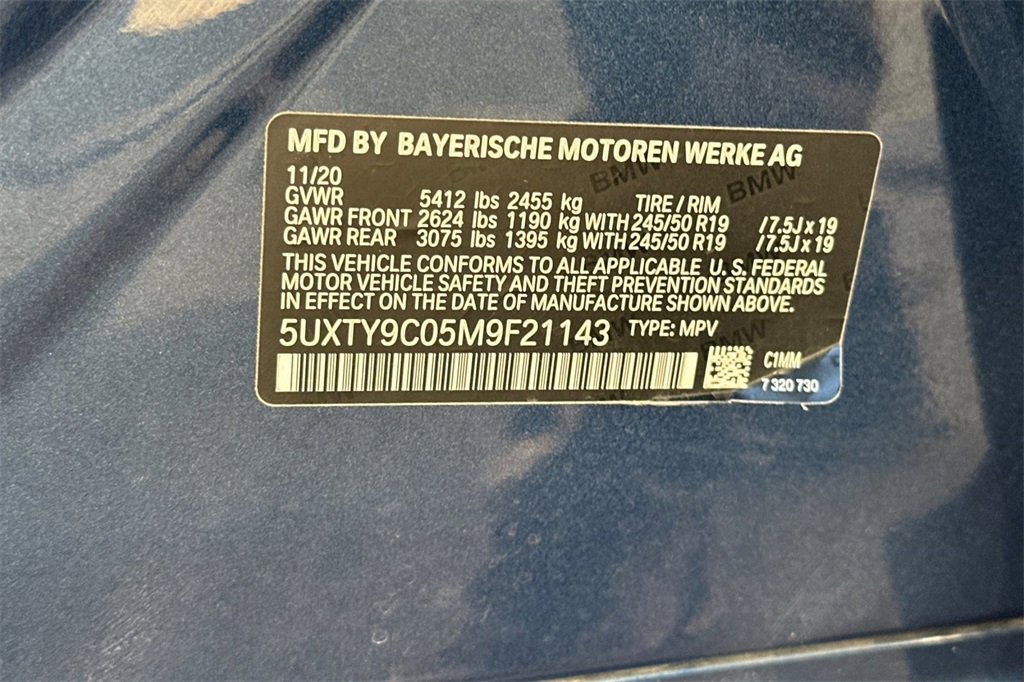 MFD BY BAYERISCHE MOTOREN WERKE AG
11/20
GVWR 5412 lbs 2455 kg TIRE / RIM
GAWR FRONT 2624 lbs 1190 kg WITH 245/50 R19 /7.5J x 19
GAWR REAR 3075 lbs 1395 kg WITH 245/50 R19 /7.5J x 19
THIS VEHICLE CONFORMS TO ALL APPLICABLE U. S. FEDERAL
MOTOR VEHICLE SAFETY AND THEFT PREVENTION STANDARDS
IN EFFECT ON THE DATE OF MANUFACTURE SHOWN ABOVE.
5UXTY9C05M9F21143 TYPE: MPV
C1MM
7 320 730
BMW
BMW